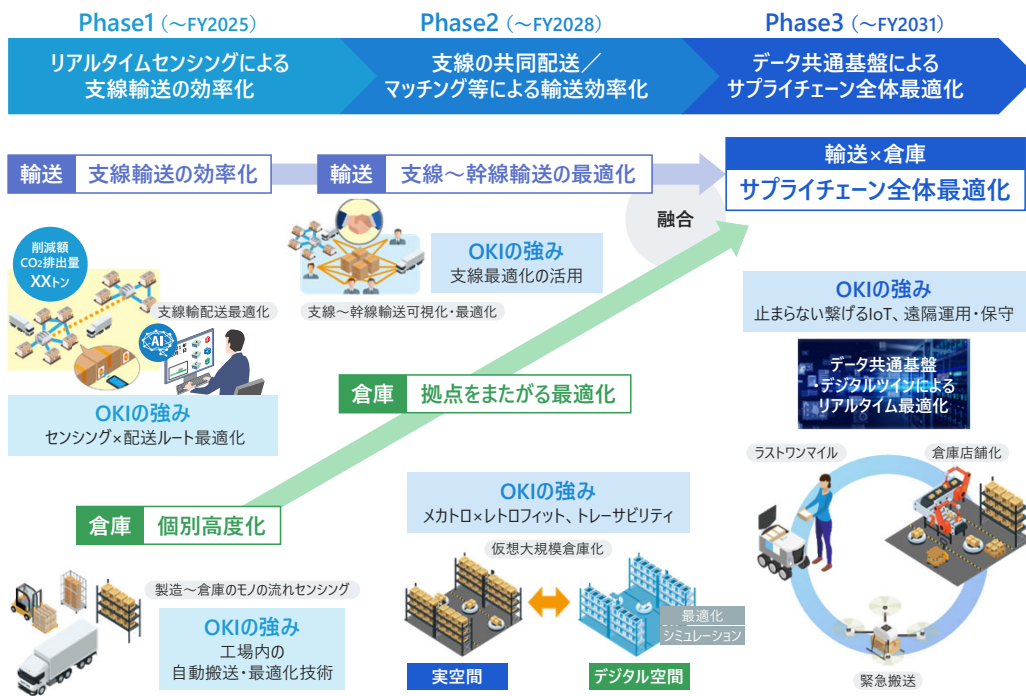 Phase1（～FY2025）
リアルタイムセンシングによる
支線輸送の効率化
Phase2（～FY2028）
支線の共同配送／
マッチング等による輸送効率化
Phase3（～FY2031）
データ共通基盤による
サプライチェーン全体最適化
輸送 支線輸送の効率化
輸送 支線～幹線輸送の最適化
輸送×倉庫
サプライチェーン全体最適化
融合
削減額
CO2排出量
XXトン
支線輸配送最適化
AI
OKIの強み
センシング×配送ルート最適化
OKIの強み
支線最適化の活用
支線～幹線輸送可視化・最適化
倉庫 拠点をまたがる最適化
OKIの強み
止まらない繋げるIoT、遠隔運用・保守
データ共通基盤
・デジタルツインによる
リアルタイム最適化
倉庫 個別高度化
製造～倉庫のモノの流れセンシング
OKIの強み
工場内の
自動搬送・最適化技術
OKIの強み
メカトロ×レトロフィット、トレーサビリティ
仮想大規模倉庫化
最適化
シミュレーション
実空間
デジタル空間
ラストワンマイル
倉庫店舗化
緊急搬送